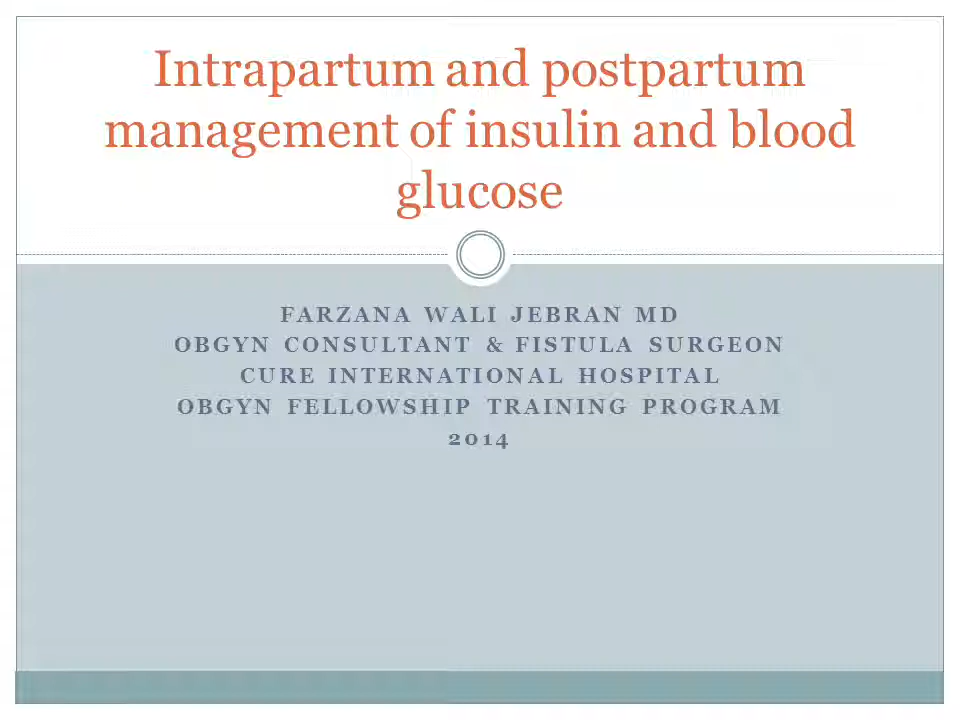 Intrapartum and postpartum
management of insulin and blood
glucose
FARZANA WALI JEBRAN MD
OBGYN CONSULTANT & FISTULA SURGEON
CURE INTERNATIONAL HOSPITAL
OBGYN FELLOWSHIP TRAINING PROGRAM
2014